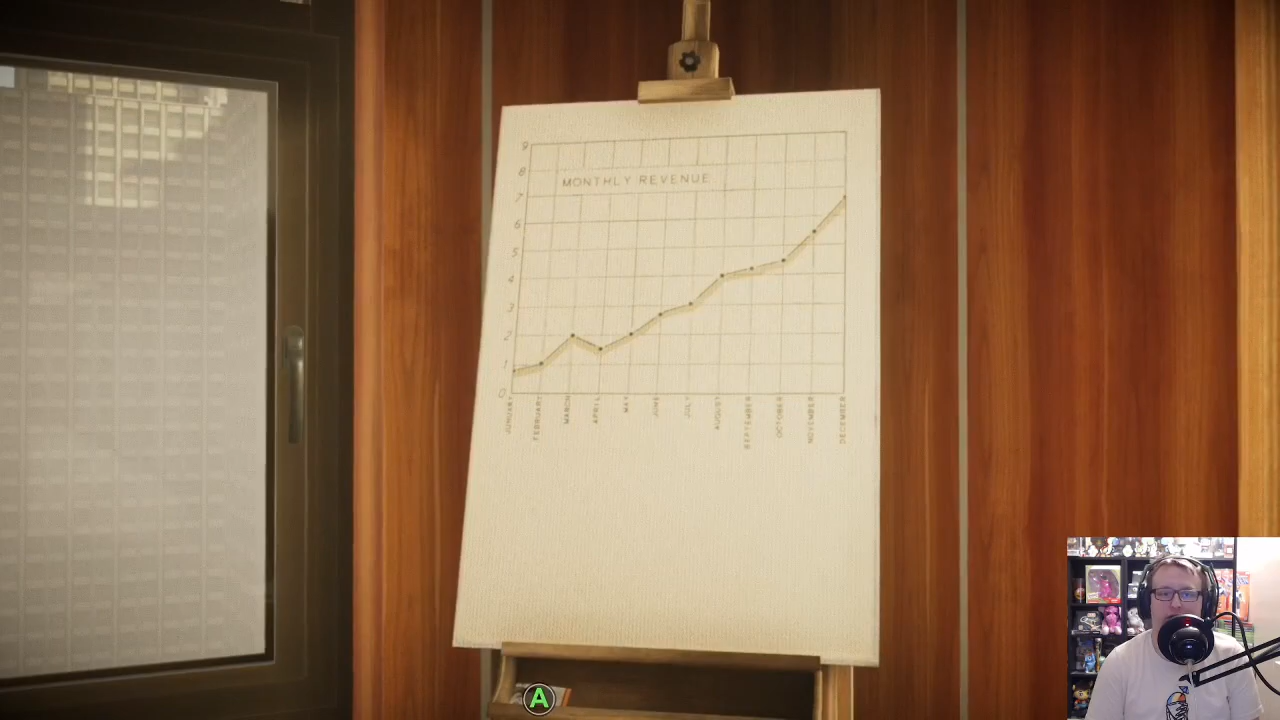 9
8
MONTHLY REVENUE
7
6
5
4
3
2
1
0
JUNUARY
FEBRUARY
MARCH
APRIL
MAY
JUNE
JULY
AUGUST
SEPTEMBER
OCTOBER
NOVEMBER
DECEMBER
A